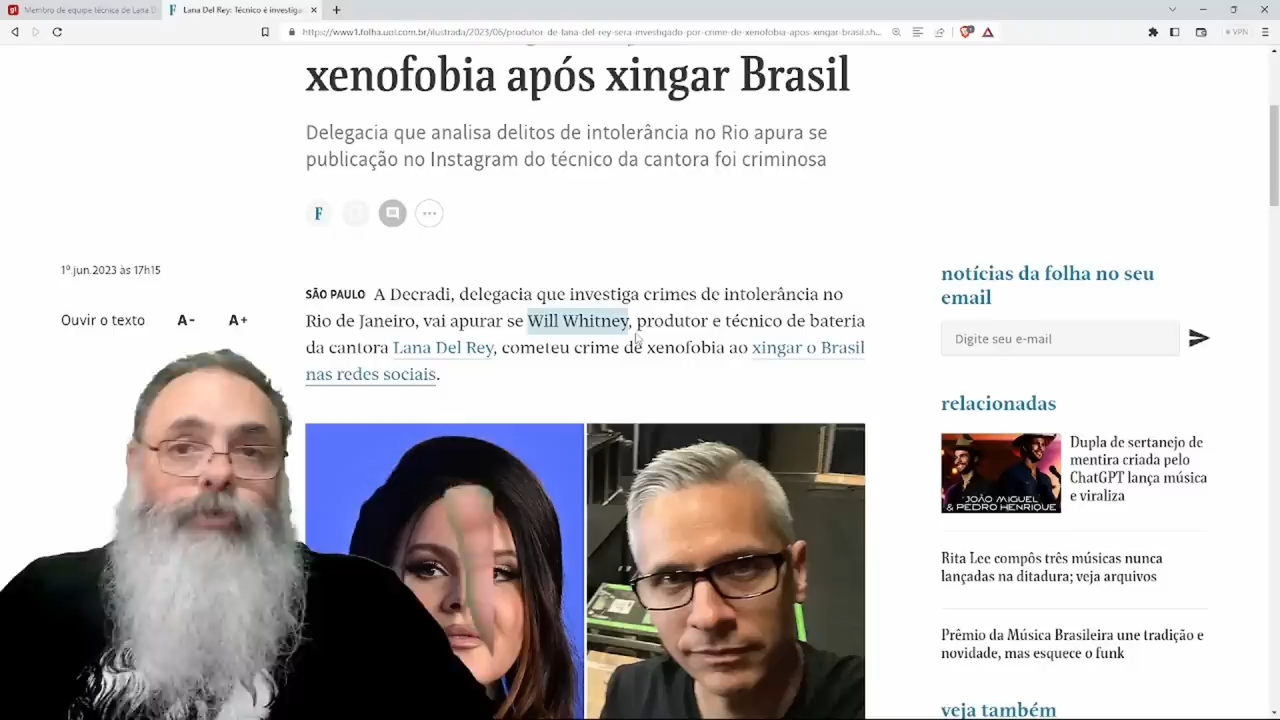 Membro de equipe técnica de Lana D
Lana Del Rey: Técnico é investiga
https://www1.folha.uol.com.br/ilustrada/2023/06/produtor-de-lana-del-rey-sera-investigado-por-crime-de-xenofobia-apos-xingar-brasil.sh...
VPN
xenofobia após xingar Brasil
Delegacia que analisa delitos de intolerância no Rio apura se
publicação no Instagram do técnico da cantora foi criminosa
F
1º.jun.2023 às 17h15
Ouvir o texto A- A+
SÃO PAULO A Decradi, delegacia que investiga crimes de intolerância no
Rio de Janeiro, vai apurar se Will Whitney, produtor e técnico de bateria
da cantora Lana Del Rey, cometeu crime de xenofobia ao xingar o Brasil
nas redes sociais.
notícias da folha no seu
email
Digite seu e-mail
relacionadas
JOÃO MIGUEL
& PEDRO HENRIQUE
Dupla de sertanejo de
mentira criada pelo
ChatGPT lança música
e viraliza
Rita Lee compôs três músicas nunca
lançadas na ditadura; veja arquivos
Prêmio da Música Brasileira une tradição e
novidade, mas esquece o funk
veja também